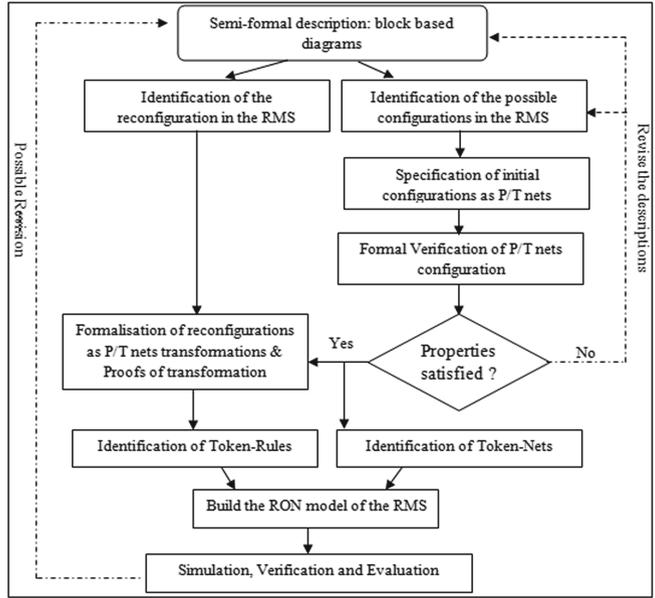 Semi-formal description: block based
diagrams
Identification of the
reconfiguration in the RMS
Identification of the possible
configurations in the RMS
Specification of initial
configurations as P/T nets
Formal Verification of P/T nets
configuration
Formalisation of reconfigurations
as P/T nets transformations &
Proofs of transformation
Yes
Properties
satisfied ?
No
Identification of Token-Rules
Identification of Token-Nets
Build the RON model of the RMS
Simulation, Verification and Evaluation
Possible Revision
Revise the descriptions